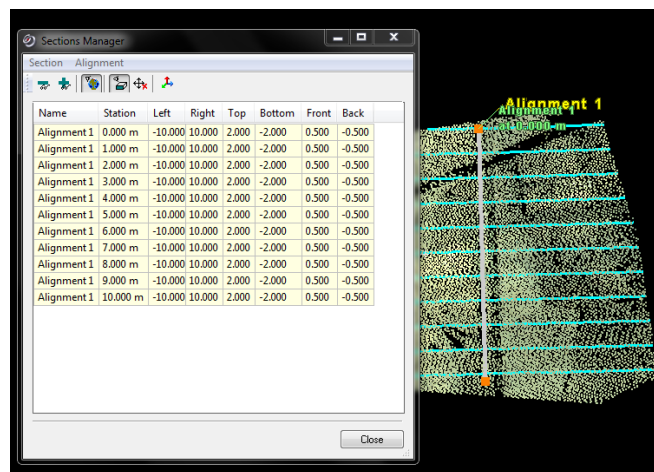 Sections Manager
Section Alignment
Name Station Left Right Top Bottom Front Back
Alignment 1 0.000 m -10.000 10.000 2.000 -2.000 0.500 -0.500
Alignment 1 1.000 m -10.000 10.000 2.000 -2.000 0.500 -0.500
Alignment 1 2.000 m -10.000 10.000 2.000 -2.000 0.500 -0.500
Alignment 1 3.000 m -10.000 10.000 2.000 -2.000 0.500 -0.500
Alignment 1 4.000 m -10.000 10.000 2.000 -2.000 0.500 -0.500
Alignment 1 5.000 m -10.000 10.000 2.000 -2.000 0.500 -0.500
Alignment 1 6.000 m -10.000 10.000 2.000 -2.000 0.500 -0.500
Alignment 1 7.000 m -10.000 10.000 2.000 -2.000 0.500 -0.500
Alignment 1 8.000 m -10.000 10.000 2.000 -2.000 0.500 -0.500
Alignment 1 9.000 m -10.000 10.000 2.000 -2.000 0.500 -0.500
Alignment 1 10.000 m -10.000 10.000 2.000 -2.000 0.500 -0.500
Close
Alignment 1
Alignment 1
at 0.000 m